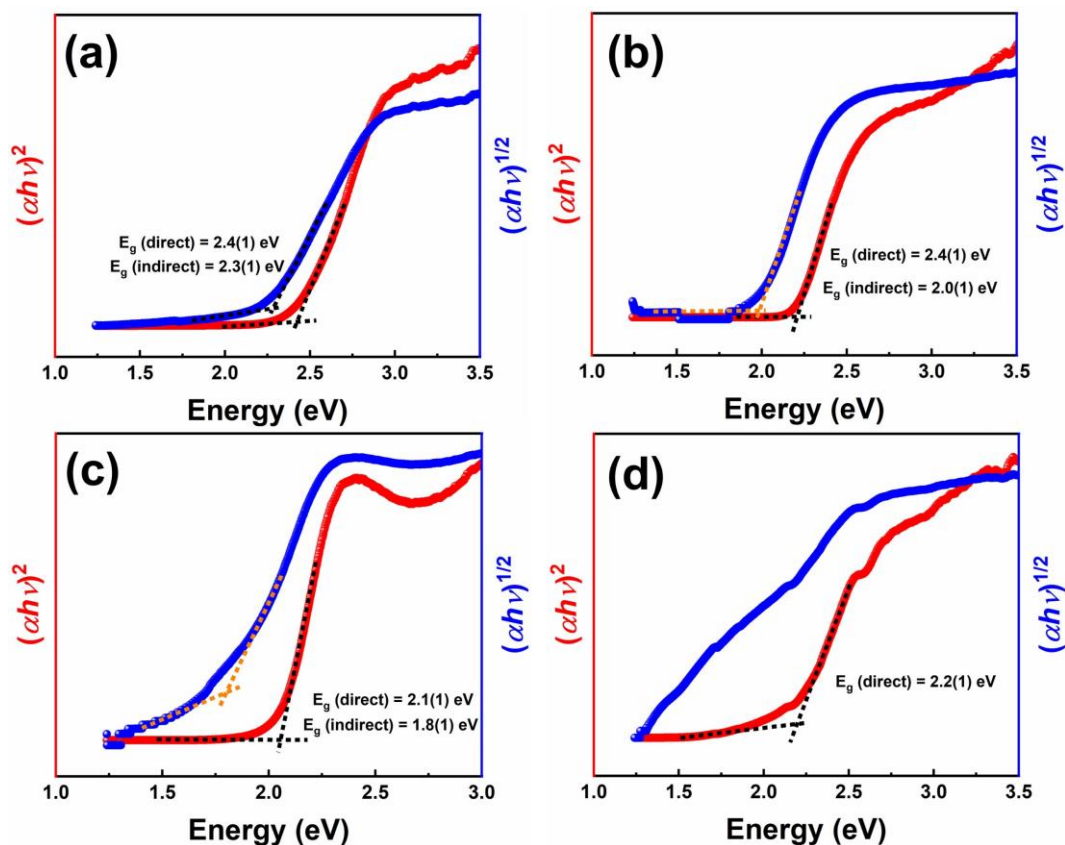 (a)
(αhν)²
(αhν)^1/2
E_g (direct) = 2.4(1) eV
E_g (indirect) = 2.3(1) eV
1.0 1.5 2.0 2.5 3.0 3.5
Energy (eV)
(b)
(αhν)²
(αhν)^1/2
E_g (direct) = 2.4(1) eV
E_g (indirect) = 2.0(1) eV
1.0 1.5 2.0 2.5 3.0 3.5
Energy (eV)
(c)
(αhν)²
(αhν)^1/2
E_g (direct) = 2.1(1) eV
E_g (indirect) = 1.8(1) eV
1.0 1.5 2.0 2.5 3.0
Energy (eV)
(d)
(αhν)²
(αhν)^1/2
E_g (direct) = 2.2(1) eV
1.0 1.5 2.0 2.5 3.0 3.5
Energy (eV)